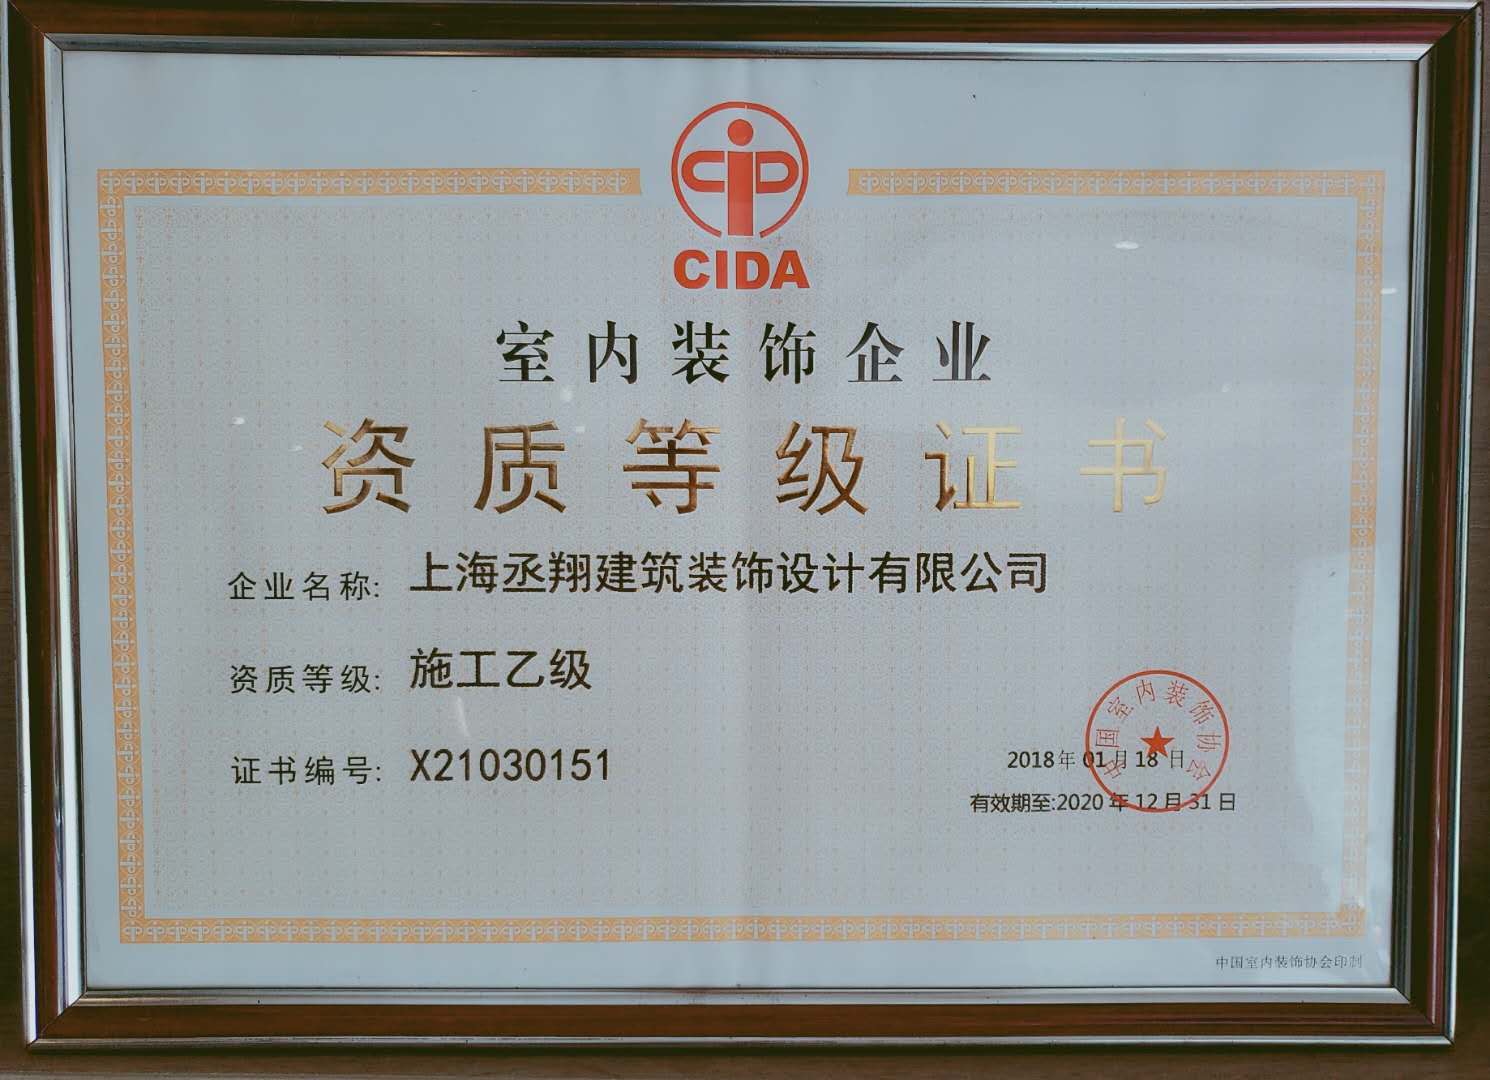 CIDA
室内装饰企业
资质等级证书
企业名称: 上海丞翔建筑装饰设计有限公司
资质等级: 施工乙级
证书编号: X21030151
中国室内装饰协会
2018年01月18日
有效期至:2020年12月31日
中国室内装饰协会印制